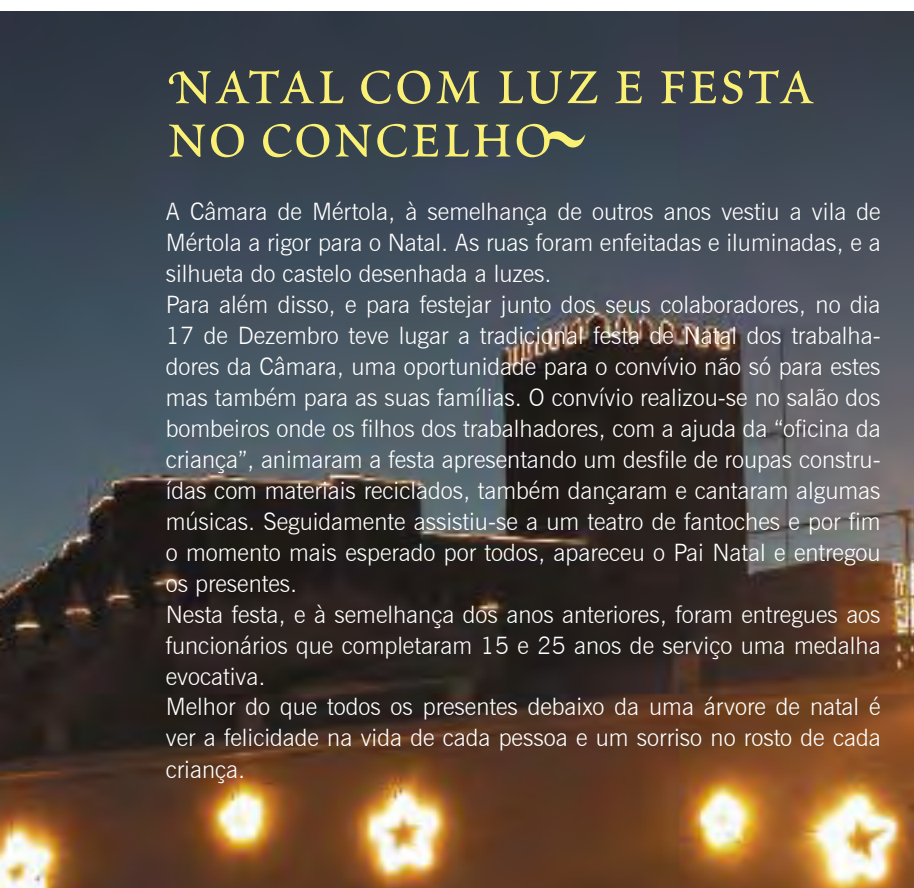 NATAL COM LUZ E FESTA
NO CONCELHO
A Câmara de Mértola, à semelhança de outros anos vestiu a vila de
Mértola a rigor para o Natal. As ruas foram enfeitadas e iluminadas, e a
silhueta do castelo desenhada a luzes.
Para além disso, e para festejar junto dos seus colaboradores, no dia
17 de Dezembro teve lugar a tradicional festa de Natal dos trabalha-
dores da Câmara, uma oportunidade para o convívio não só para estes
mas também para as suas famílias. O convívio realizou-se no salão dos
bombeiros onde os filhos dos trabalhadores, com a ajuda da “oficina da
criança”, animaram a festa apresentando um desfile de roupas constru-
ídas com materiais reciclados, também dançaram e cantaram algumas
músicas. Seguidamente assistiu-se a um teatro de fantoches e por fim
o momento mais esperado por todos, apareceu o Pai Natal e entregou
os presentes.
Nesta festa, e à semelhança dos anos anteriores, foram entregues aos
funcionários que completaram 15 e 25 anos de serviço uma medalha
evocativa.
Melhor do que todos os presentes debaixo da uma árvore de natal é
ver a felicidade na vida de cada pessoa e um sorriso no rosto de cada
criança.